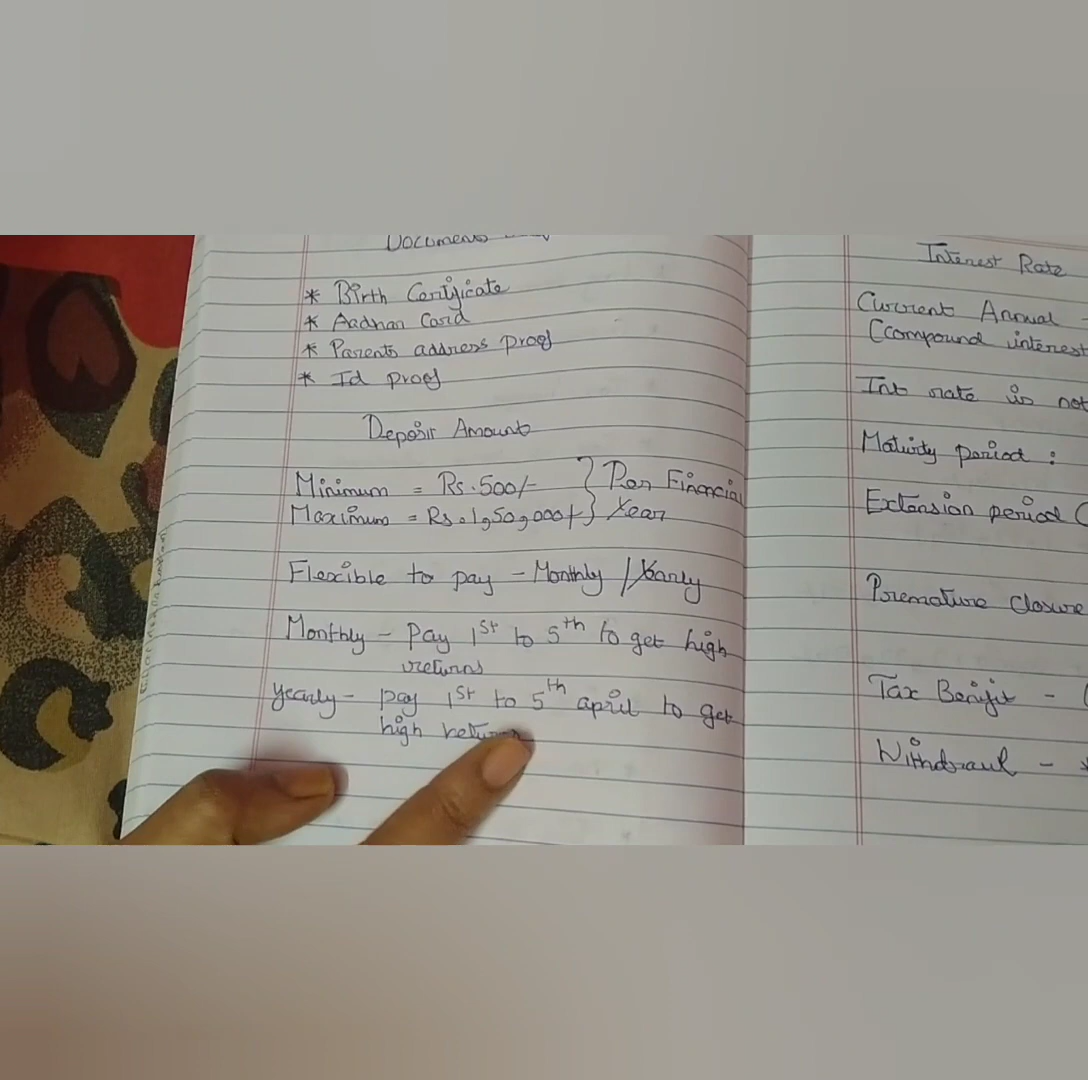 Documents
* Birth Certificate
* Aadhar Card
* Parents address proof
* Id proof
Deposit Amount
Minimum = Rs.500/- } Per Financial
Maximum = Rs.1,50,000/- } Year
Flexible to pay - Monthly / Yearly
Monthly - Pay 1st to 5th to get high
returns
yearly - pay 1st to 5th april to get
high
Interest Rate
Current Annual -
(Compound interest
Int rate is not
Maturity period :
Extension period (
Premature closure
Tax Benifit - (
Withdrawl - *